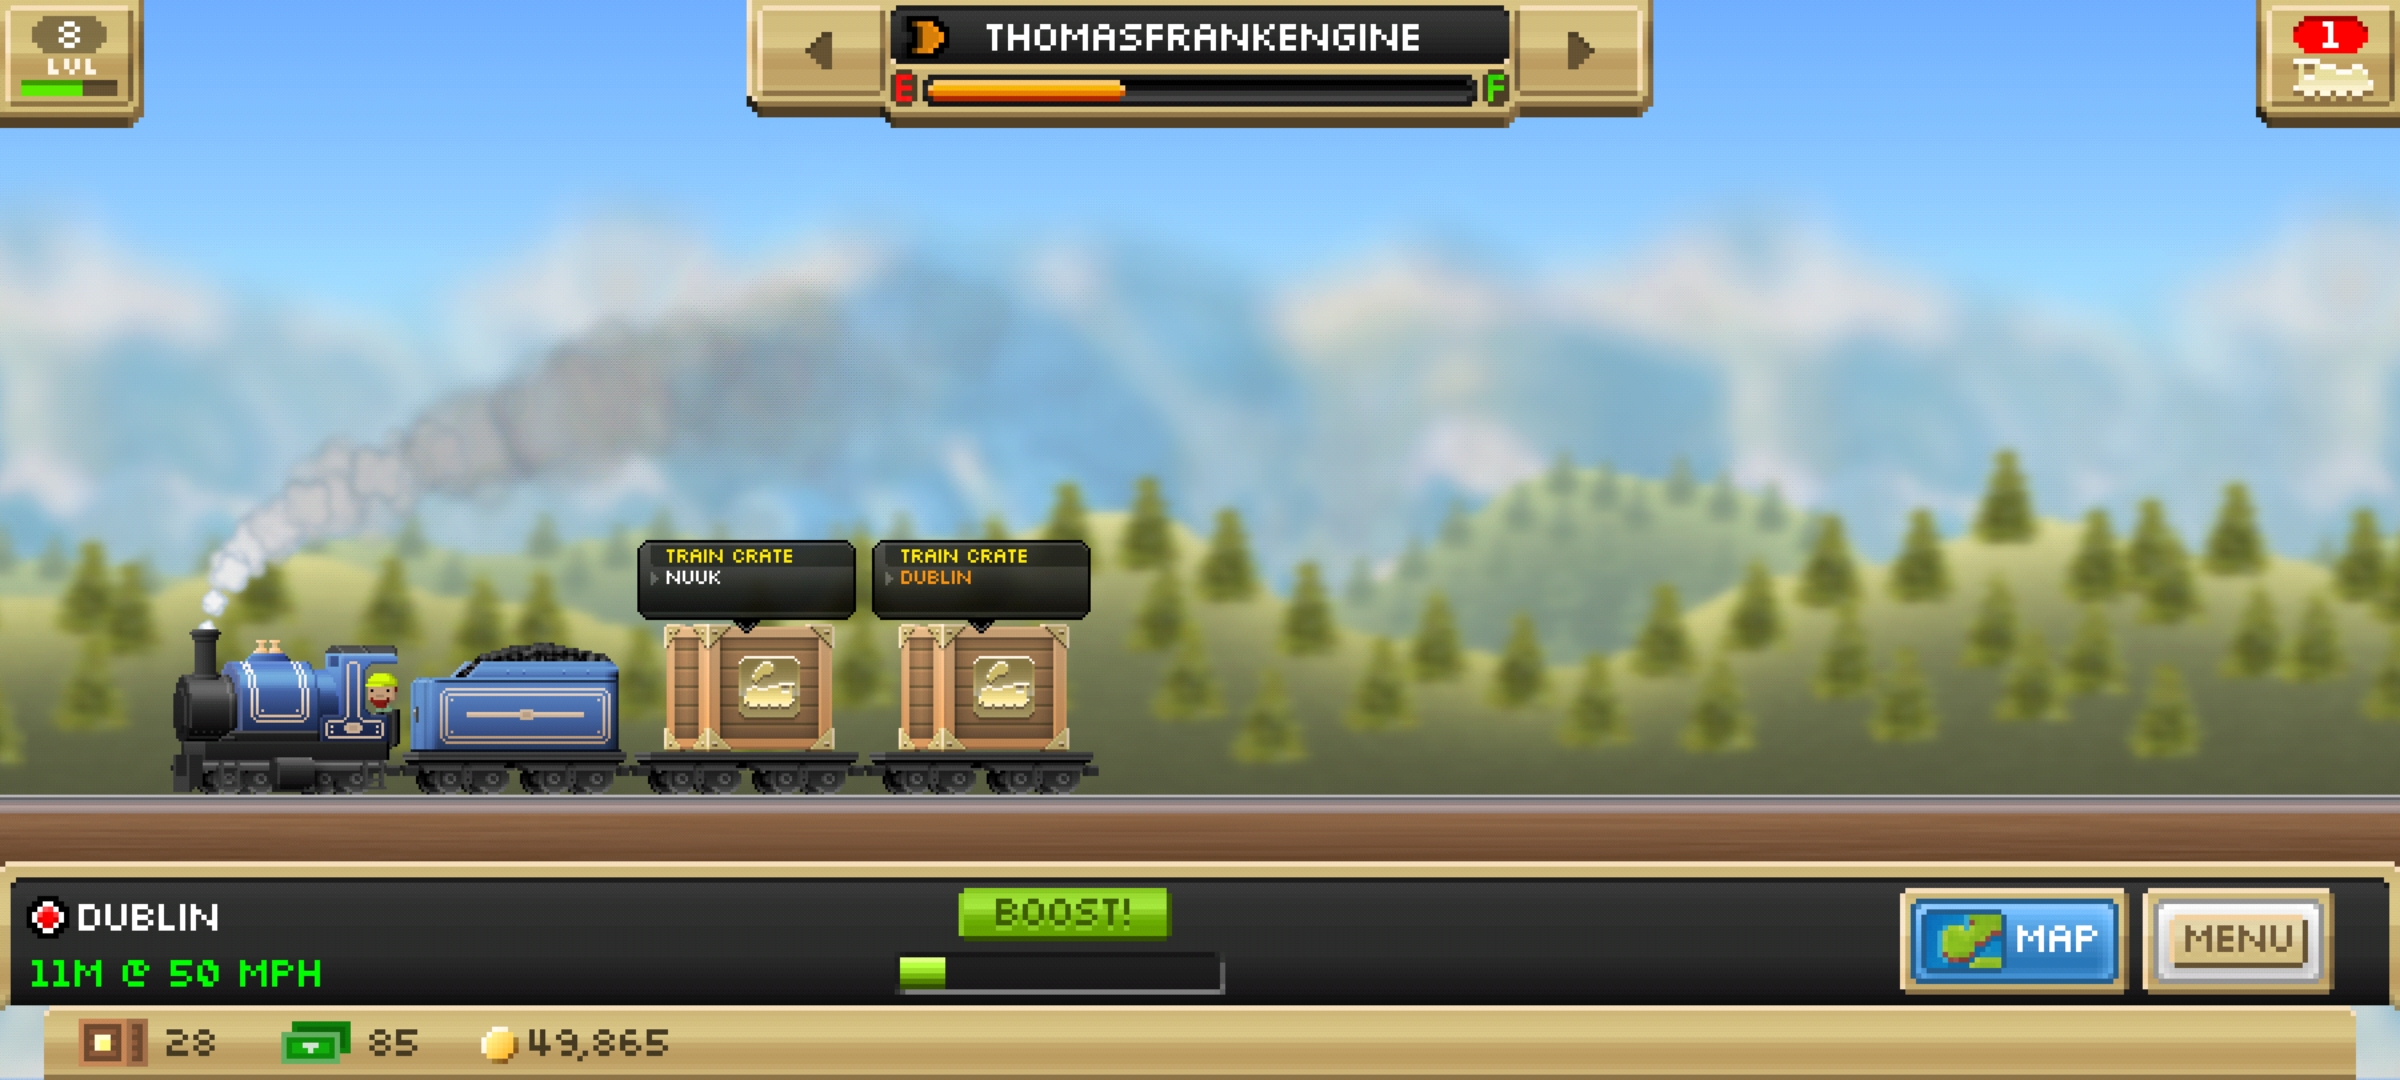 8
LVL
THOMASFRANKENGINE
E F
1
TRAIN CRATE
NUUK
TRAIN CRATE
DUBLIN
DUBLIN
11M @ 50 MPH
BOOST!
MAP
MENU
28
85
49,865